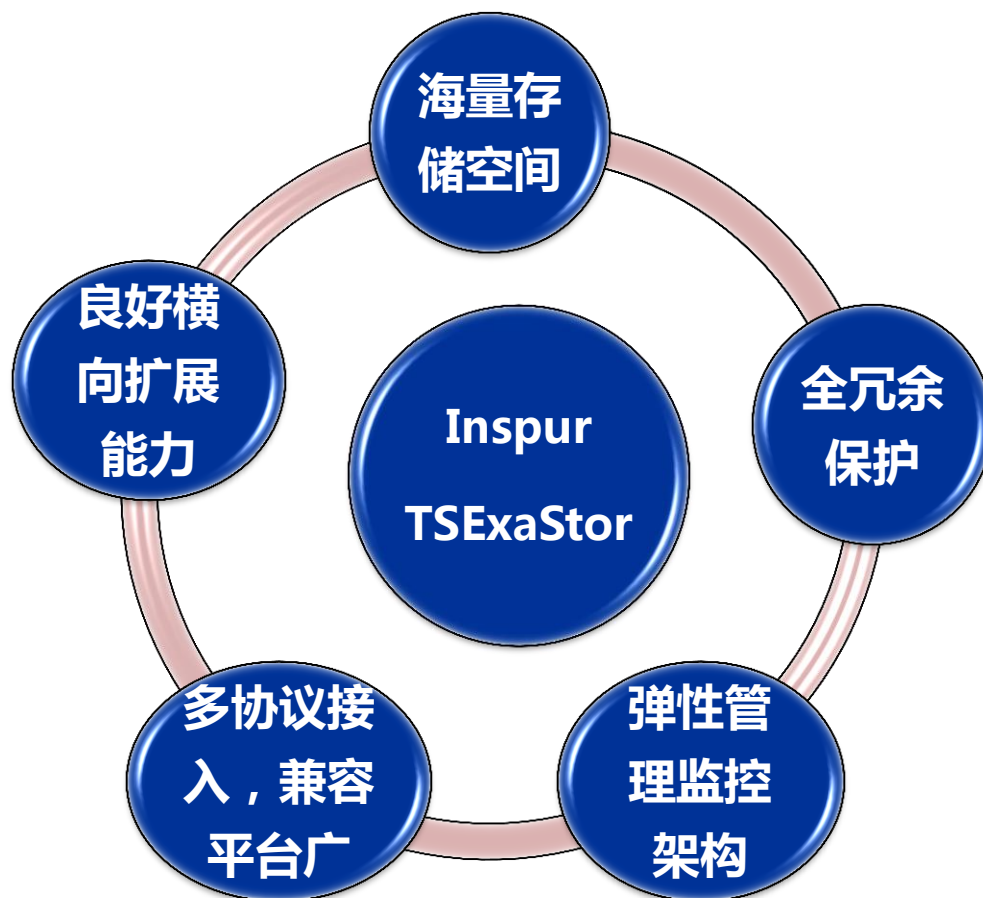 海量存
储空间
全冗余
保护
弹性管
理监控
架构
多协议接
入，兼容
平台广
良好横
向扩展
能力
Inspur
TSExaStor